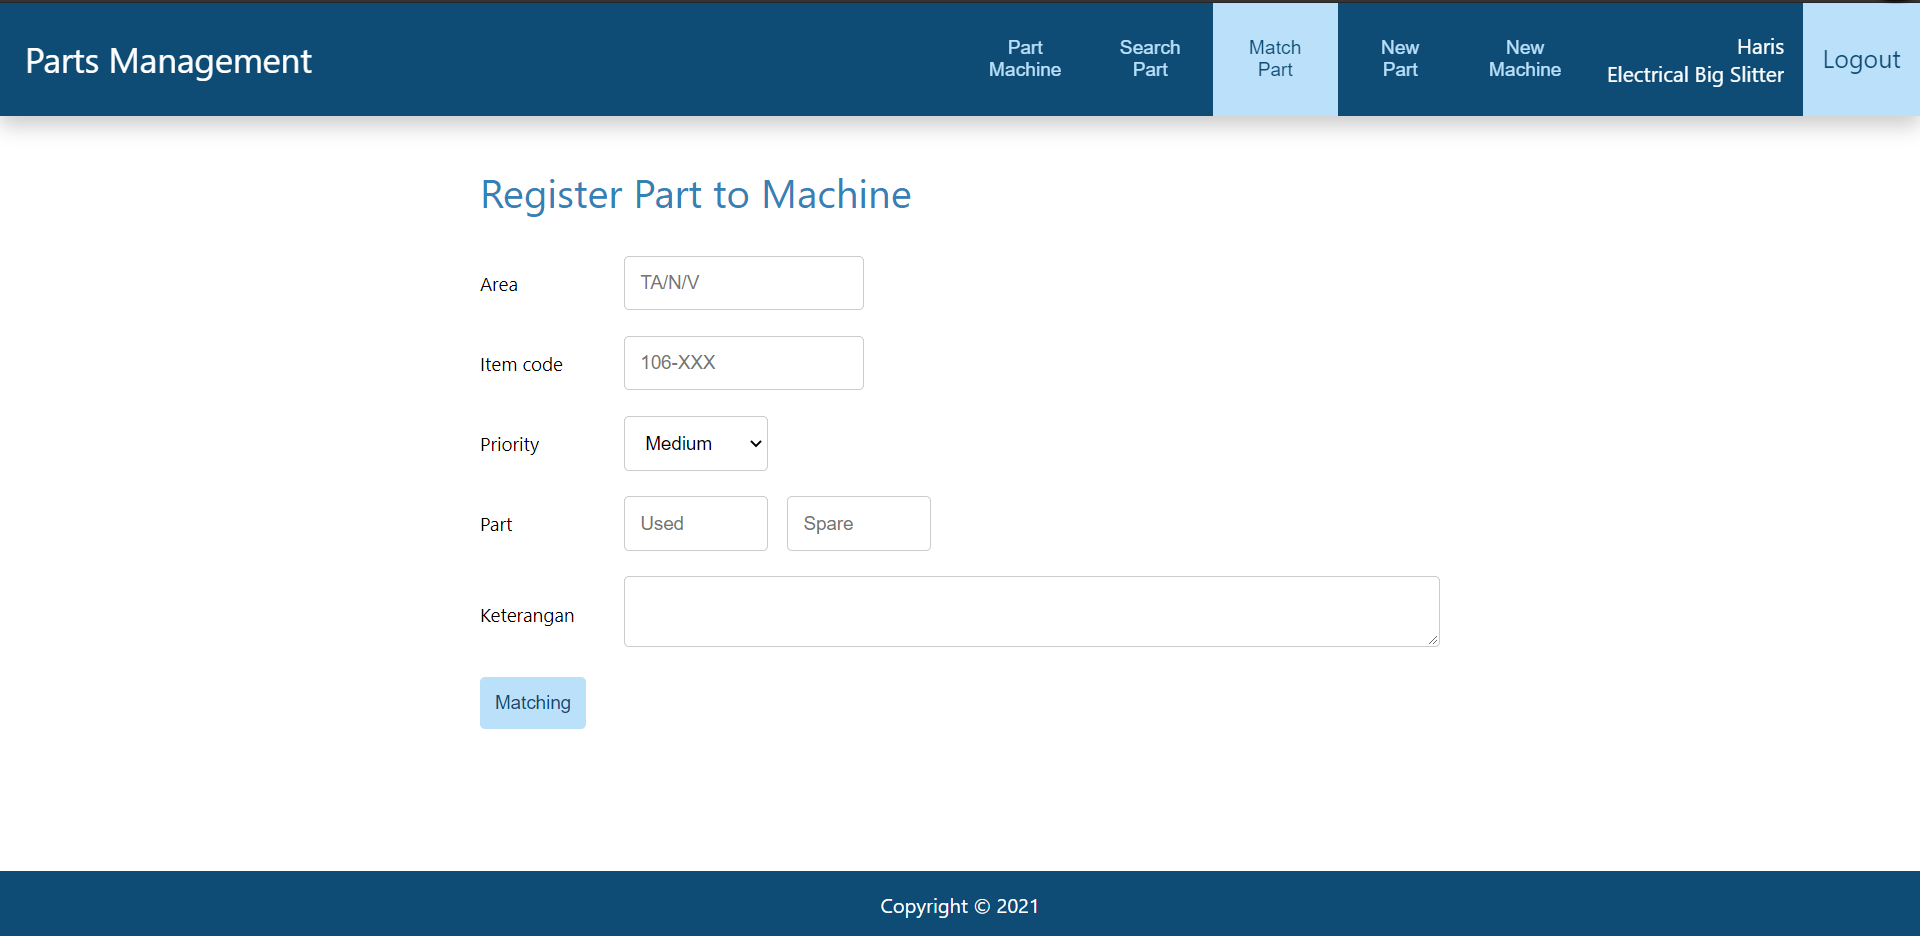 Parts Management
Part
Machine
Search
Part
Match
Part
New
Part
New
Machine
Haris
Electrical Big Slitter
Logout
Register Part to Machine
Area
TA/N/V
Item code
106-XXX
Priority
Medium
Part
Used
Spare
Keterangan
Matching
Copyright © 2021